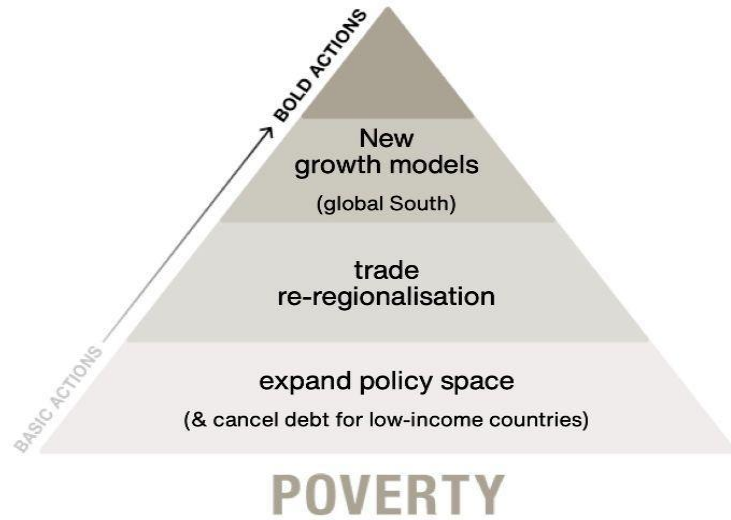 BOLD ACTIONS
New
growth models
(global South)
trade
re-regionalisation
BASIC ACTIONS
expand policy space
(& cancel debt for low-income countries)
POVERTY